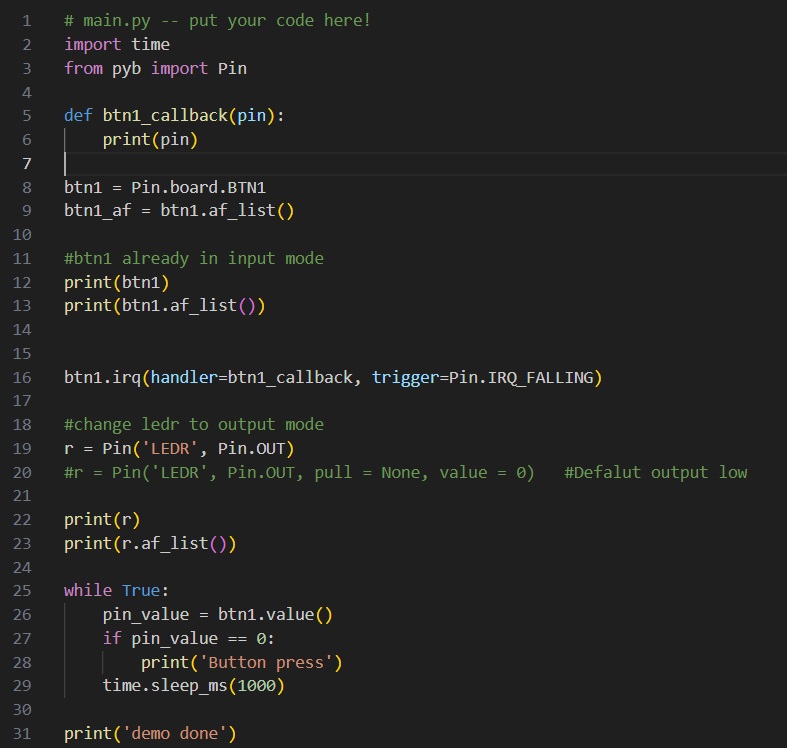 1 # main.py -- put your code here!
2 import time
3 from pyb import Pin
4
5 def btn1_callback(pin):
6     print(pin)
7
8 btn1 = Pin.board.BTN1
9 btn1_af = btn1.af_list()
10
11 #btn1 already in input mode
12 print(btn1)
13 print(btn1.af_list())
14
15
16 btn1.irq(handler=btn1_callback, trigger=Pin.IRQ_FALLING)
17
18 #change ledr to output mode
19 r = Pin('LEDR', Pin.OUT)
20 #r = Pin('LEDR', Pin.OUT, pull = None, value = 0)   #Defalut output low
21
22 print(r)
23 print(r.af_list())
24
25 while True:
26     pin_value = btn1.value()
27     if pin_value == 0:
28         print('Button press')
29     time.sleep_ms(1000)
30
31 print('demo done')